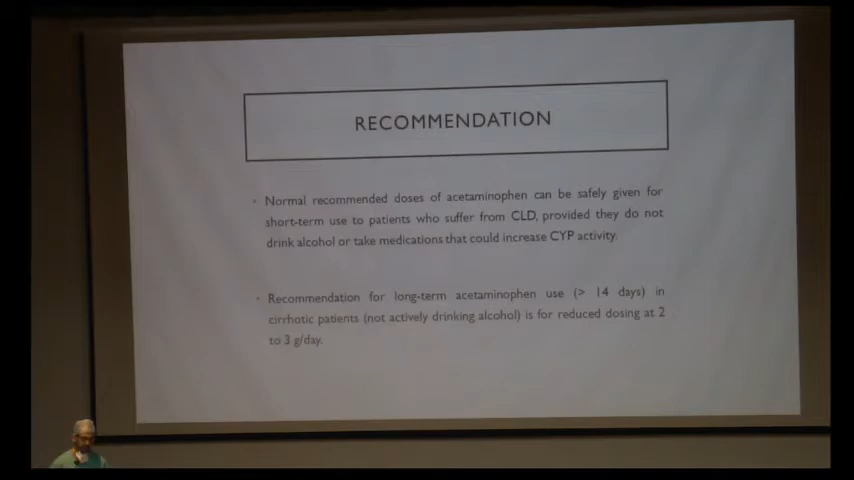 RECOMMENDATION
• Normal recommended doses of acetaminophen can be safely given for
short-term use to patients who suffer from CLD, provided they do not
drink alcohol or take medications that could increase CYP activity.
• Recommendation for long-term acetaminophen use (> 14 days) in
cirrhotic patients (not actively drinking alcohol) is for reduced dosing at 2
to 3 g/day.